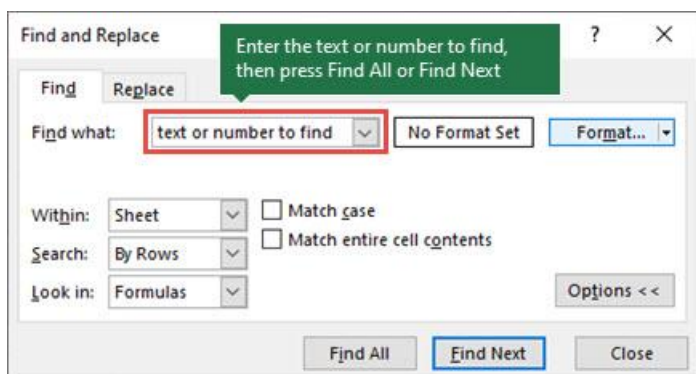 Find and Replace
Enter the text or number to find,
then press Find All or Find Next
? ×
Find Replace
Find what: text or number to find No Format Set Format...
Within: Sheet Match case
Search: By Rows Match entire cell contents
Look in: Formulas Options <<
Find All Find Next Close